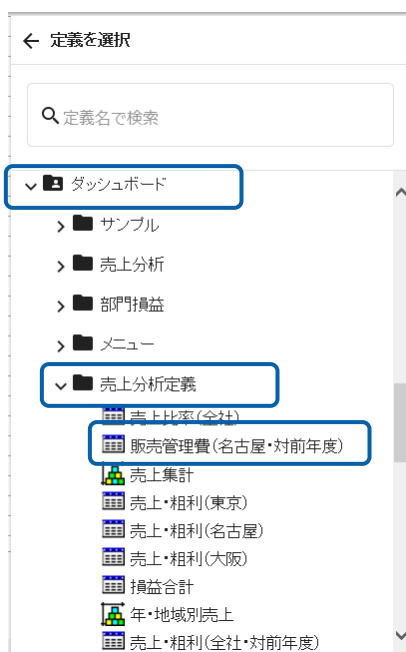 ← 定義を選択
定義名で検索
ダッシュボード
サンプル
売上分析
部門損益
メニュー
売上分析定義
売上比率(全社)
販売管理費(名古屋・対前年度)
売上集計
売上・粗利(東京)
売上・粗利(名古屋)
売上・粗利(大阪)
損益合計
年・地域別売上
売上・粗利(全社・対前年度)